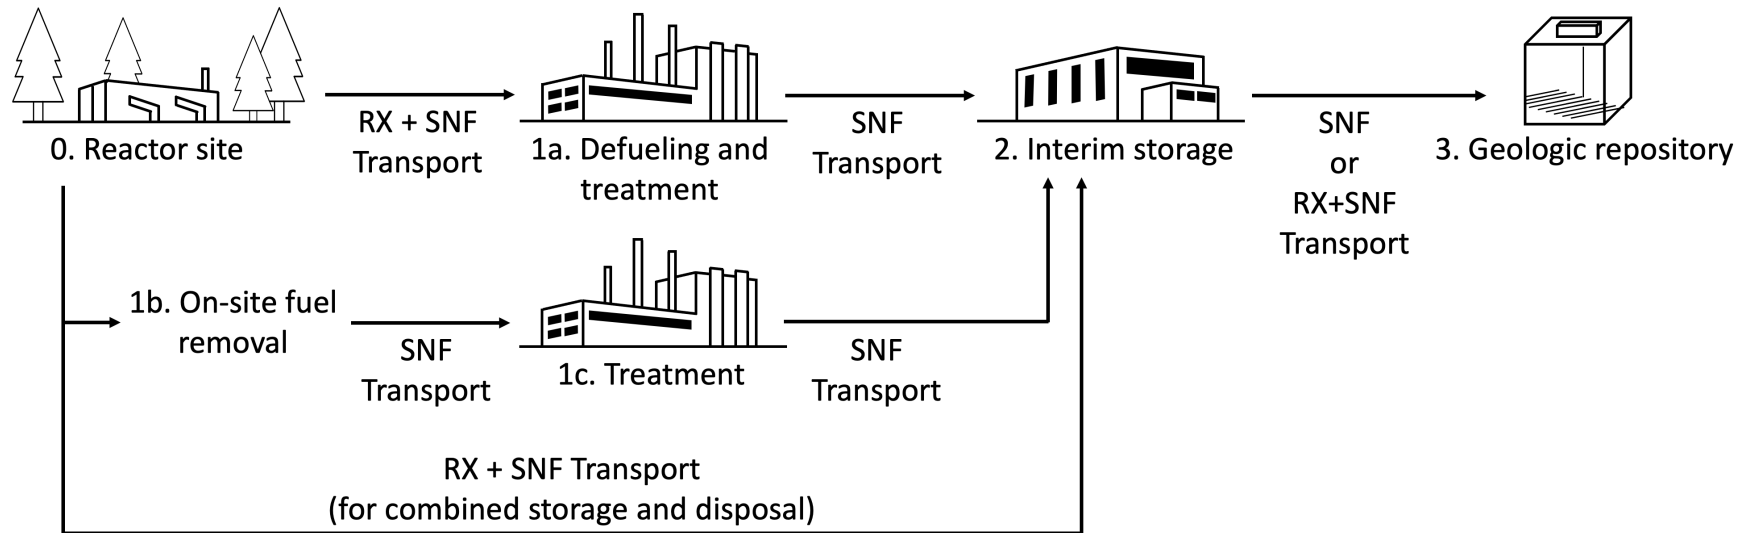 RX + SNF
Transport
SNF
Transport
SNF
or
RX+SNF
Transport
0. Reactor site
1a. Defueling and
treatment
2. Interim storage
3. Geologic repository
1b. On-site fuel
removal
SNF
Transport
1c. Treatment
SNF
Transport
RX + SNF Transport
(for combined storage and disposal)